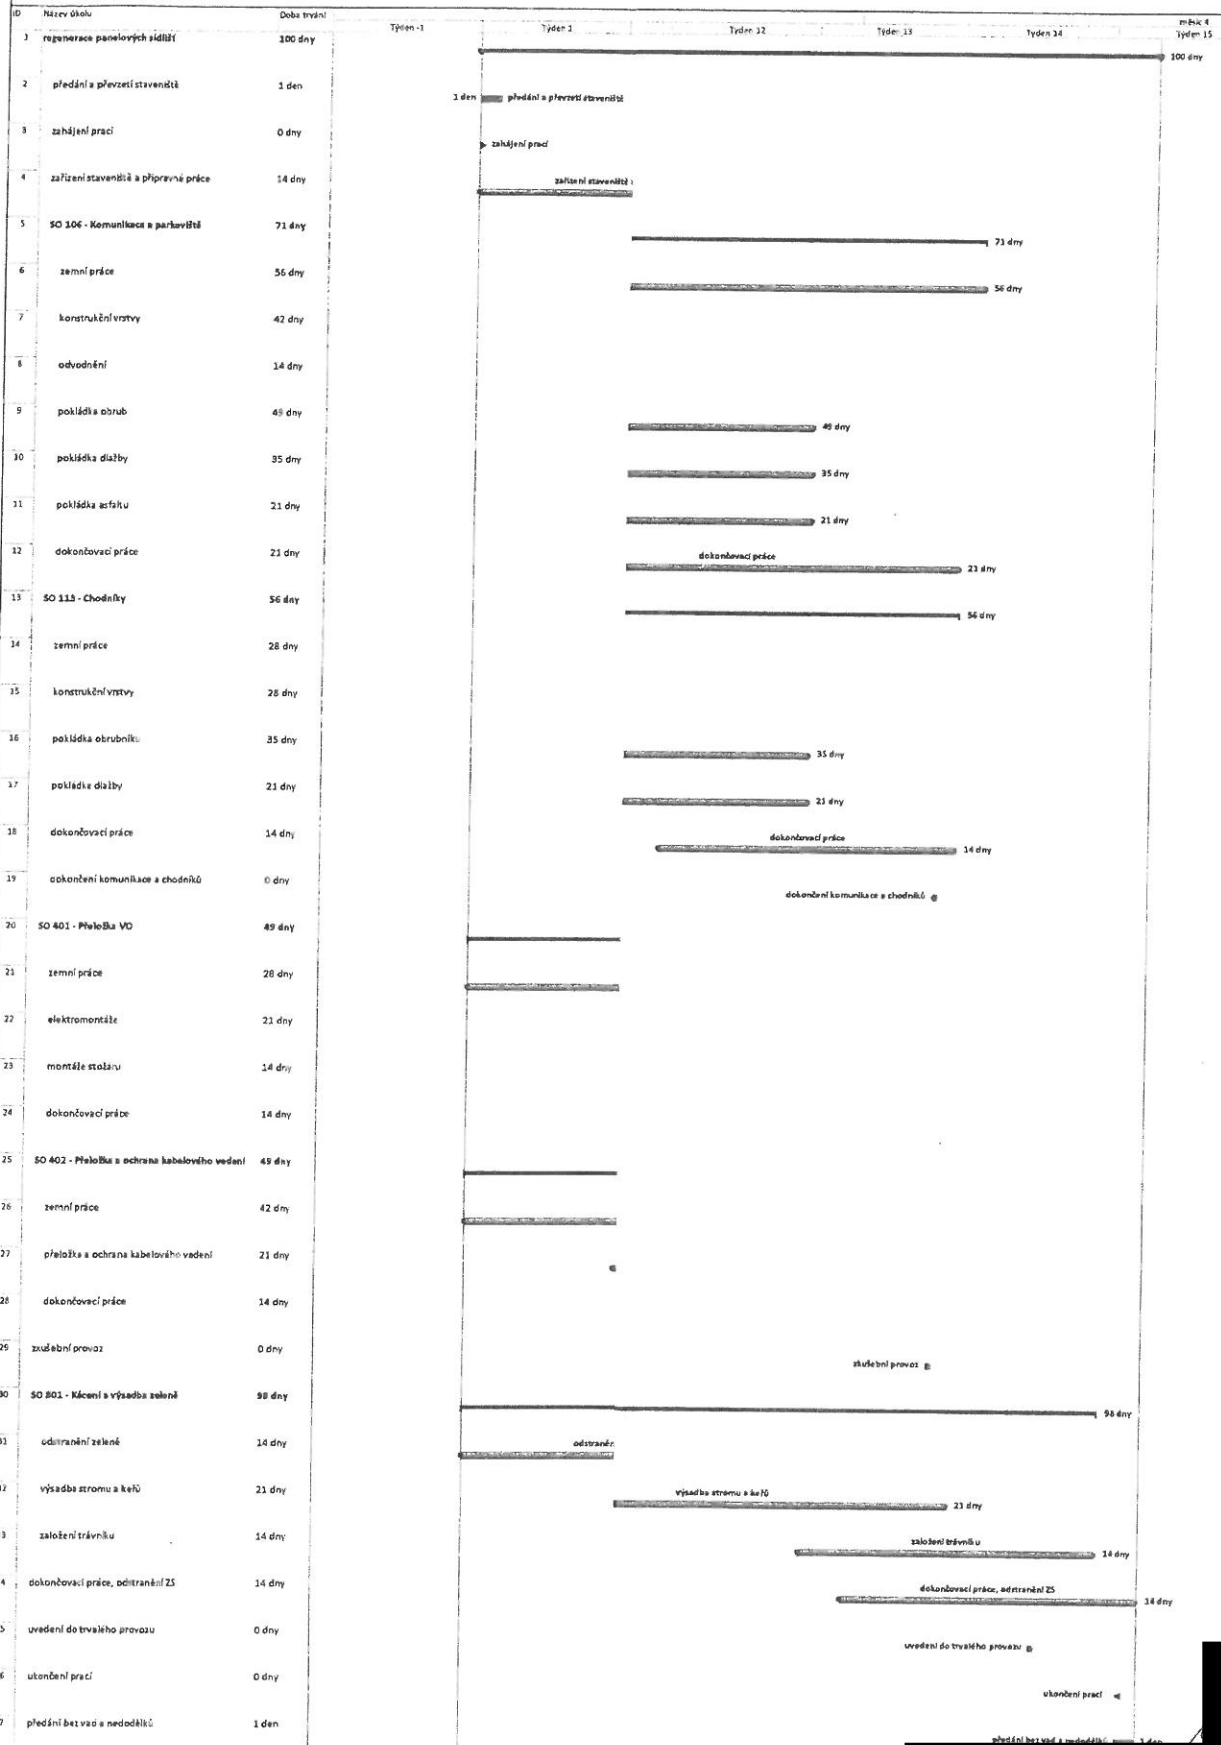 ID Název úkolu Doba trvání měsíc 4
Týden -1 Týden 1 Týden 12 Týden 13 Týden 14 Týden 15
1 regenerace panelových sídlišť 100 dny 100 dny
2 předání a převzetí staveniště 1 den 1 den předání a převzetí staveniště
3 zahájení prací 0 dny zahájení prací
4 zařízení staveniště a přípravné práce 14 dny zařízení staveniště
5 SO 106 - Komunikace a parkoviště 71 dny 71 dny
6 zemní práce 56 dny 56 dny
7 konstrukční vrstvy 42 dny
8 odvodnění 14 dny
9 pokládka obrub 49 dny 49 dny
10 pokládka dlažby 35 dny 35 dny
11 pokládka asfaltu 21 dny 21 dny
12 dokončovací práce 21 dny dokončovací práce 21 dny
13 SO 113 - Chodníky 56 dny 56 dny
14 zemní práce 28 dny
15 konstrukční vrstvy 28 dny
16 pokládka obrubníku 35 dny 35 dny
17 pokládka dlažby 21 dny 21 dny
18 dokončovací práce 14 dny dokončovací práce 14 dny
19 dokončení komunikace a chodníků 0 dny dokončení komunikace a chodníků
20 SO 401 - Přeložka VO 49 dny
21 zemní práce 28 dny
22 elektromontáže 21 dny
23 montáže stožáru 14 dny
24 dokončovací práce 14 dny
25 SO 402 - Přeložka a ochrana kabelového vedení 49 dny
26 zemní práce 42 dny
27 přeložka a ochrana kabelového vedení 21 dny
28 dokončovací práce 14 dny
29 zkušební provoz 0 dny zkušební provoz
30 SO 801 - Kácení a výsadba zeleně 98 dny 98 dny
31 odstranění zeleně 14 dny odstraněn
2 výsadba stromu a keřů 21 dny výsadba stromu a keřů 21 dny
3 založení trávníku 14 dny založení trávníku 14 dny
4 dokončovací práce, odstranění ZS 14 dny dokončovací práce, odstranění ZS 14 dny
5 uvedení do trvalého provozu 0 dny uvedení do trvalého provozu
6 ukončení prací 0 dny ukončení prací
7 předání bez vad a nedodělků 1 den předání bez vad a nedodělků 1 den